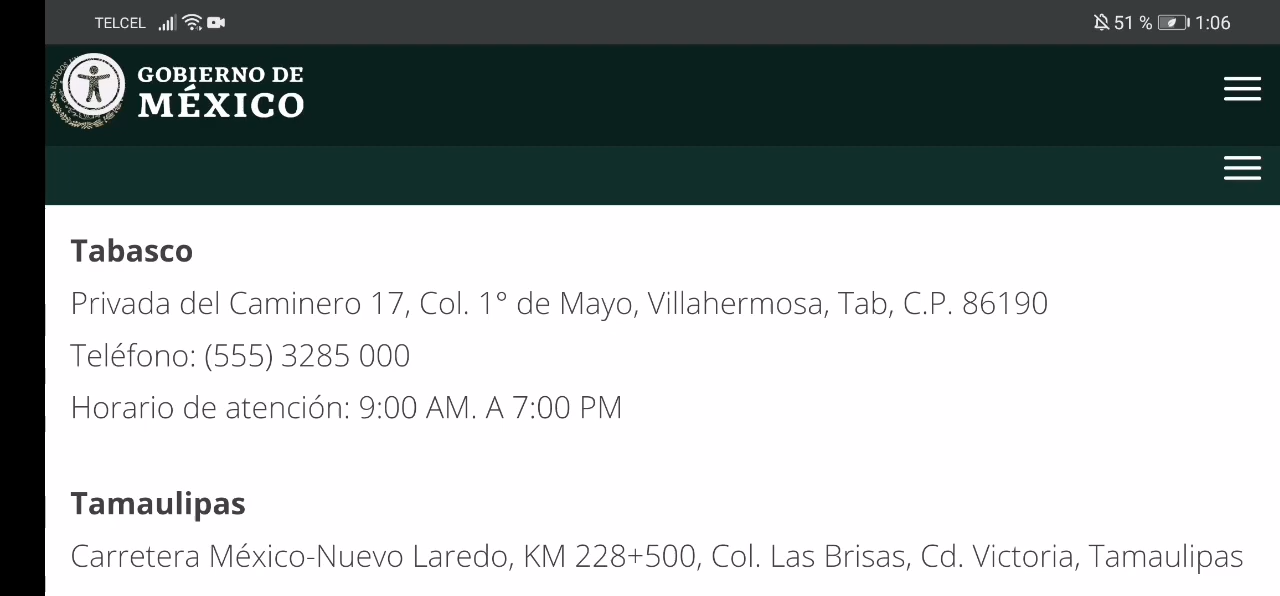 TELCEL
51 % 1:06
GOBIERNO DE
MÉXICO
Tabasco
Privada del Caminero 17, Col. 1° de Mayo, Villahermosa, Tab, C.P. 86190
Teléfono: (555) 3285 000
Horario de atención: 9:00 AM. A 7:00 PM
Tamaulipas
Carretera México-Nuevo Laredo, KM 228+500, Col. Las Brisas, Cd. Victoria, Tamaulipas